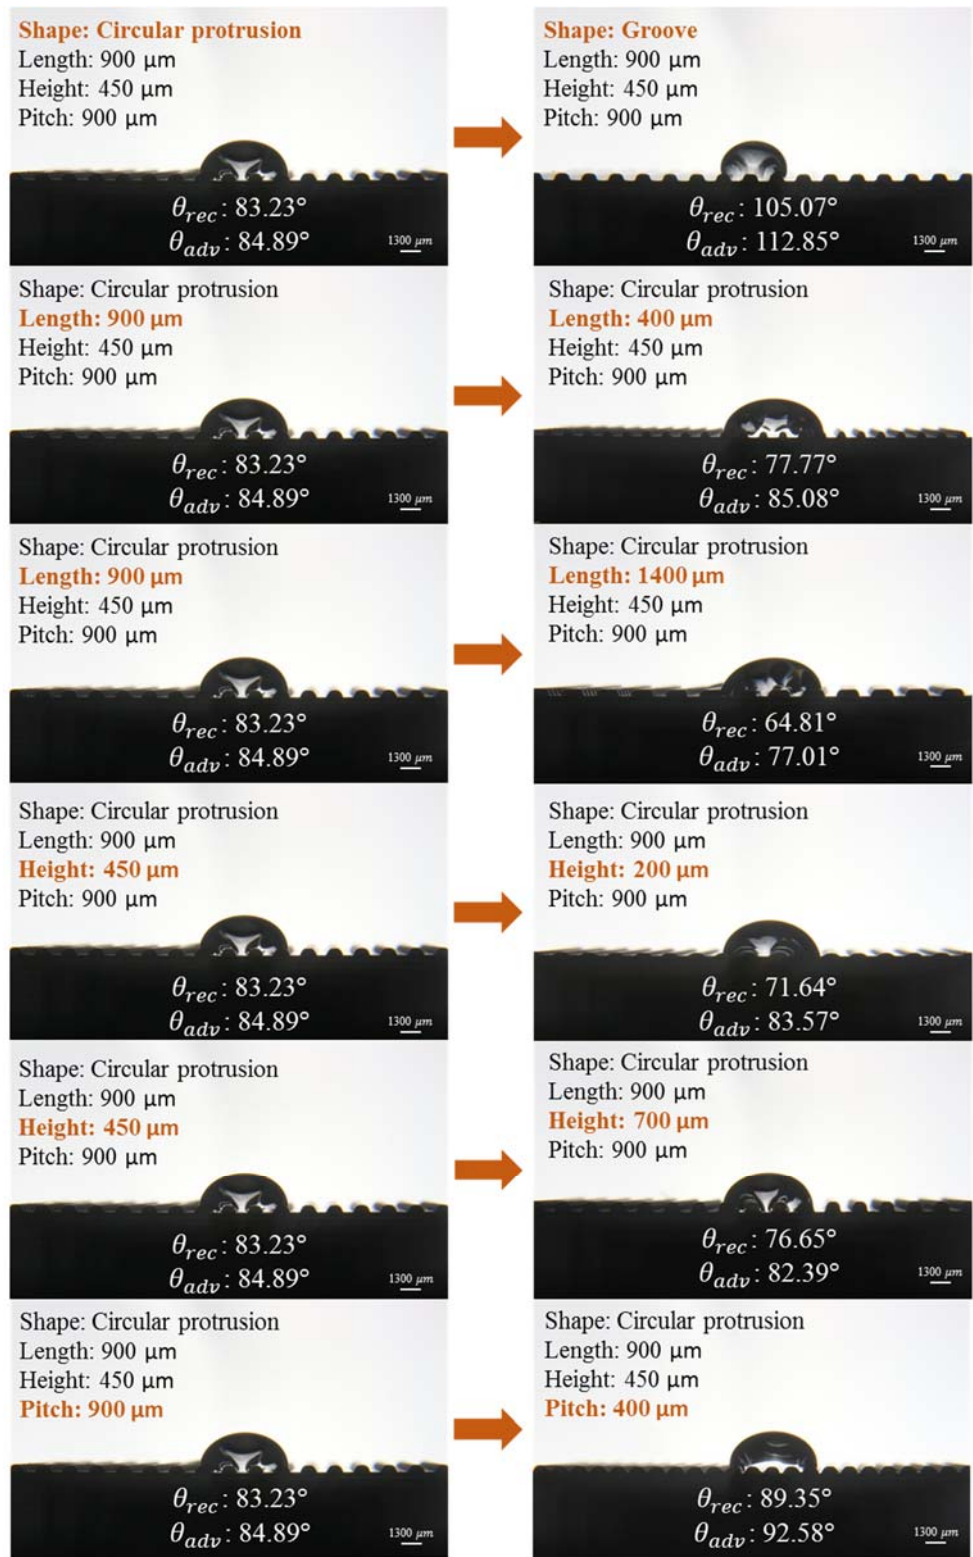 Shape: Circular protrusion
Length: 900 μm
Height: 450 μm
Pitch: 900 μm
θrec: 83.23°
θadv: 84.89°
1300 μm
Shape: Groove
Length: 900 μm
Height: 450 μm
Pitch: 900 μm
θrec: 105.07°
θadv: 112.85°
1300 μm
Shape: Circular protrusion
Length: 900 μm
Height: 450 μm
Pitch: 900 μm
θrec: 83.23°
θadv: 84.89°
1300 μm
Shape: Circular protrusion
Length: 400 μm
Height: 450 μm
Pitch: 900 μm
θrec: 77.77°
θadv: 85.08°
1300 μm
Shape: Circular protrusion
Length: 900 μm
Height: 450 μm
Pitch: 900 μm
θrec: 83.23°
θadv: 84.89°
1300 μm
Shape: Circular protrusion
Length: 1400 μm
Height: 450 μm
Pitch: 900 μm
θrec: 64.81°
θadv: 77.01°
1300 μm
Shape: Circular protrusion
Length: 900 μm
Height: 450 μm
Pitch: 900 μm
θrec: 83.23°
θadv: 84.89°
1300 μm
Shape: Circular protrusion
Length: 900 μm
Height: 200 μm
Pitch: 900 μm
θrec: 71.64°
θadv: 83.57°
1300 μm
Shape: Circular protrusion
Length: 900 μm
Height: 450 μm
Pitch: 900 μm
θrec: 83.23°
θadv: 84.89°
1300 μm
Shape: Circular protrusion
Length: 900 μm
Height: 700 μm
Pitch: 900 μm
θrec: 76.65°
θadv: 82.39°
1300 μm
Shape: Circular protrusion
Length: 900 μm
Height: 450 μm
Pitch: 900 μm
θrec: 83.23°
θadv: 84.89°
1300 μm
Shape: Circular protrusion
Length: 900 μm
Height: 450 μm
Pitch: 400 μm
θrec: 89.35°
θadv: 92.58°
1300 μm